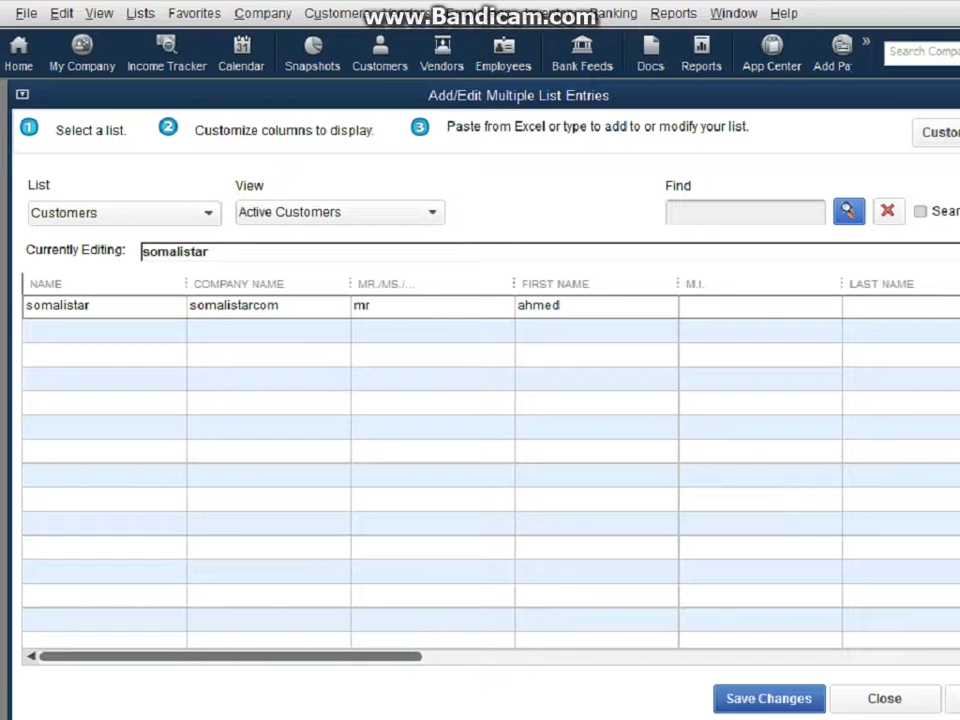 File Edit View Lists Favorites Company Customers Banking Reports Window Help
www.Bandicam.com
Home My Company Income Tracker Calendar Snapshots Customers Vendors Employees Bank Feeds Docs Reports App Center Add Pa »
Search Compa
31
Add/Edit Multiple List Entries
1 Select a list. 2 Customize columns to display. 3 Paste from Excel or type to add to or modify your list. Custo
List View Find
Customers Active Customers Sear
Currently Editing: somalistar
NAME COMPANY NAME MR./MS./... FIRST NAME M.I. LAST NAME
somalistar somalistarcom mr ahmed
Save Changes Close